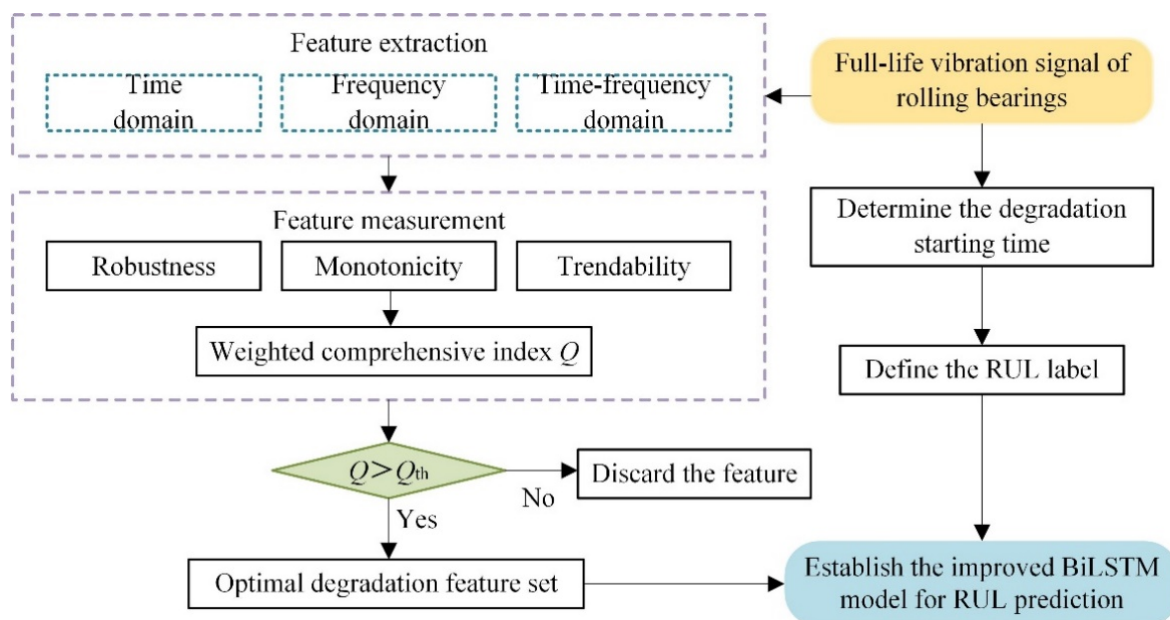 Feature extraction
Time
domain
Frequency
domain
Time-frequency
domain
Full-life vibration signal of
rolling bearings
Feature measurement
Robustness
Monotonicity
Trendability
Weighted comprehensive index Q
Determine the degradation
starting time
Define the RUL label
Q>Qth
No
Discard the feature
Yes
Optimal degradation feature set
Establish the improved BiLSTM
model for RUL prediction